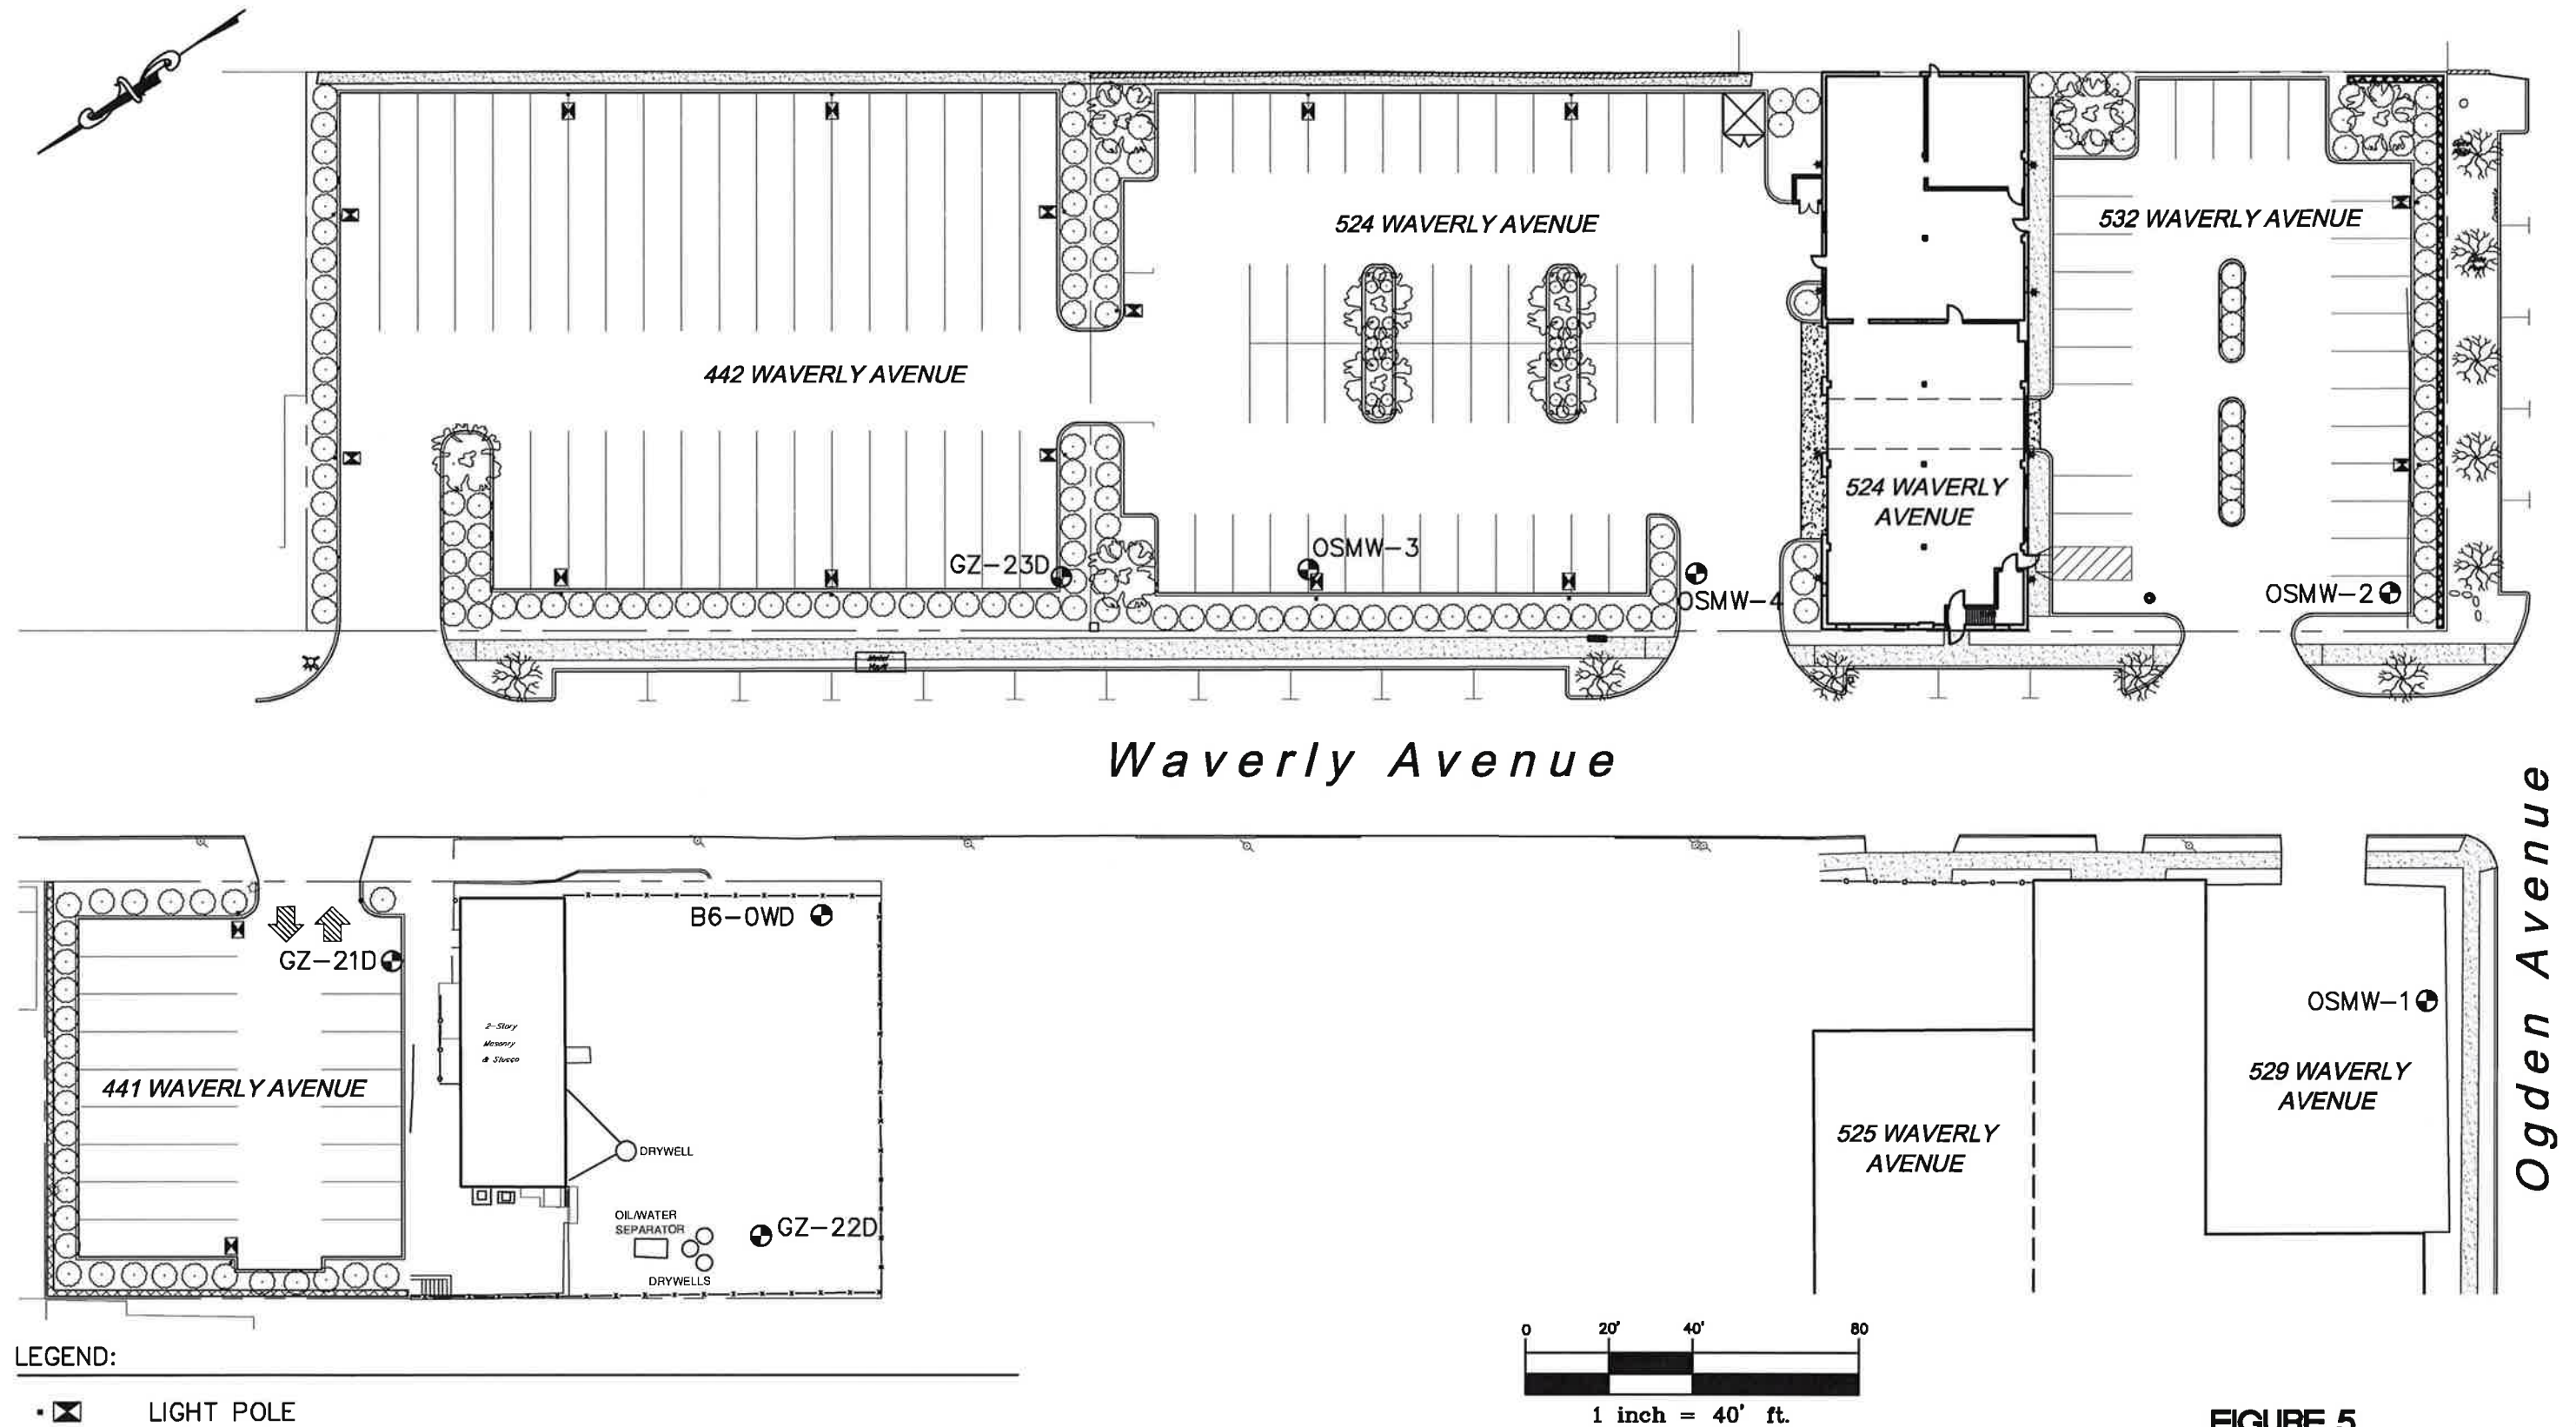 524 WAVERLY AVENUE
532 WAVERLY AVENUE
442 WAVERLY AVENUE
524 WAVERLY
AVENUE
GZ-23D
OSMW-3
OSMW-4
OSMW-2
Waverly Avenue
Ogden Avenue
B6-OWD
GZ-21D
OSMW-1
2-Story
Masonry
& Stucco
441 WAVERLY AVENUE
529 WAVERLY
AVENUE
525 WAVERLY
AVENUE
DRYWELL
OIL/WATER
SEPARATOR
GZ-22D
DRYWELLS
0 20' 40' 80
1 inch = 40' ft.
LEGEND:
LIGHT POLE
FIGURE 5